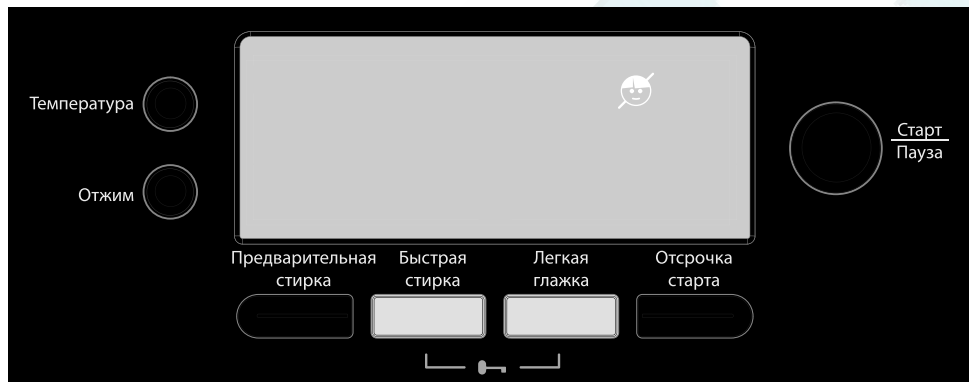 Температура
Отжим
Старт
Пауза
Предварительная
стирка
Быстрая
стирка
Легкая
глажка
Отсрочка
старта